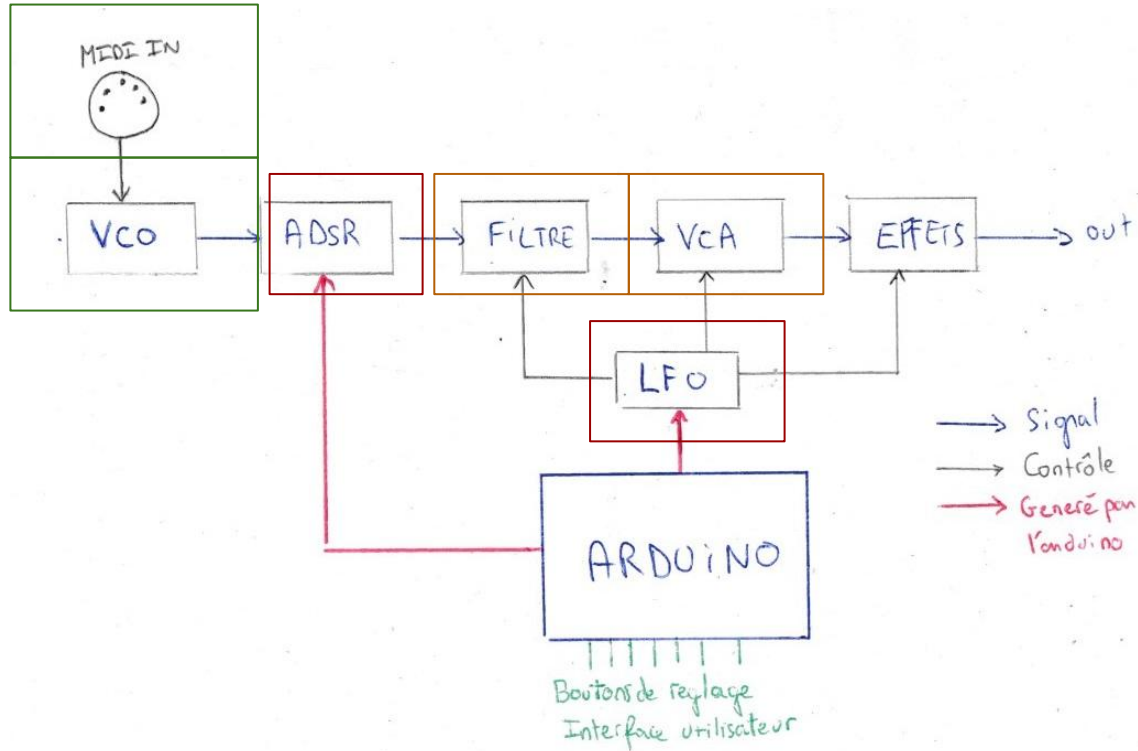 MIDI IN
VCO
ADSR
FiLTRE
VCA
EFFETS
out
LFO
Signal
Contrôle
Generé par
l'arduino
ARDUiNO
Boutons de reglage
Interface utilisateur